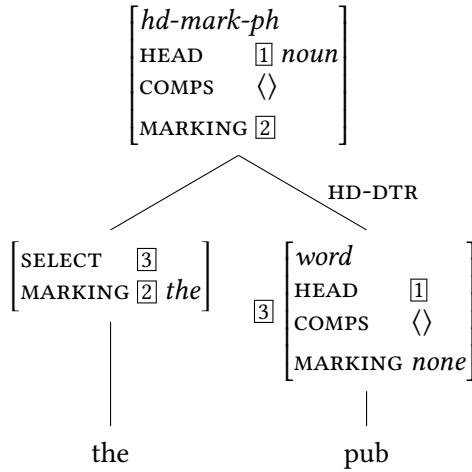 hd-mark-ph
HEAD 1 noun
COMPS ⟨⟩
MARKING 2
HD-DTR
SELECT 3
MARKING 2 the
3
word
HEAD 1
COMPS ⟨⟩
MARKING none
the pub